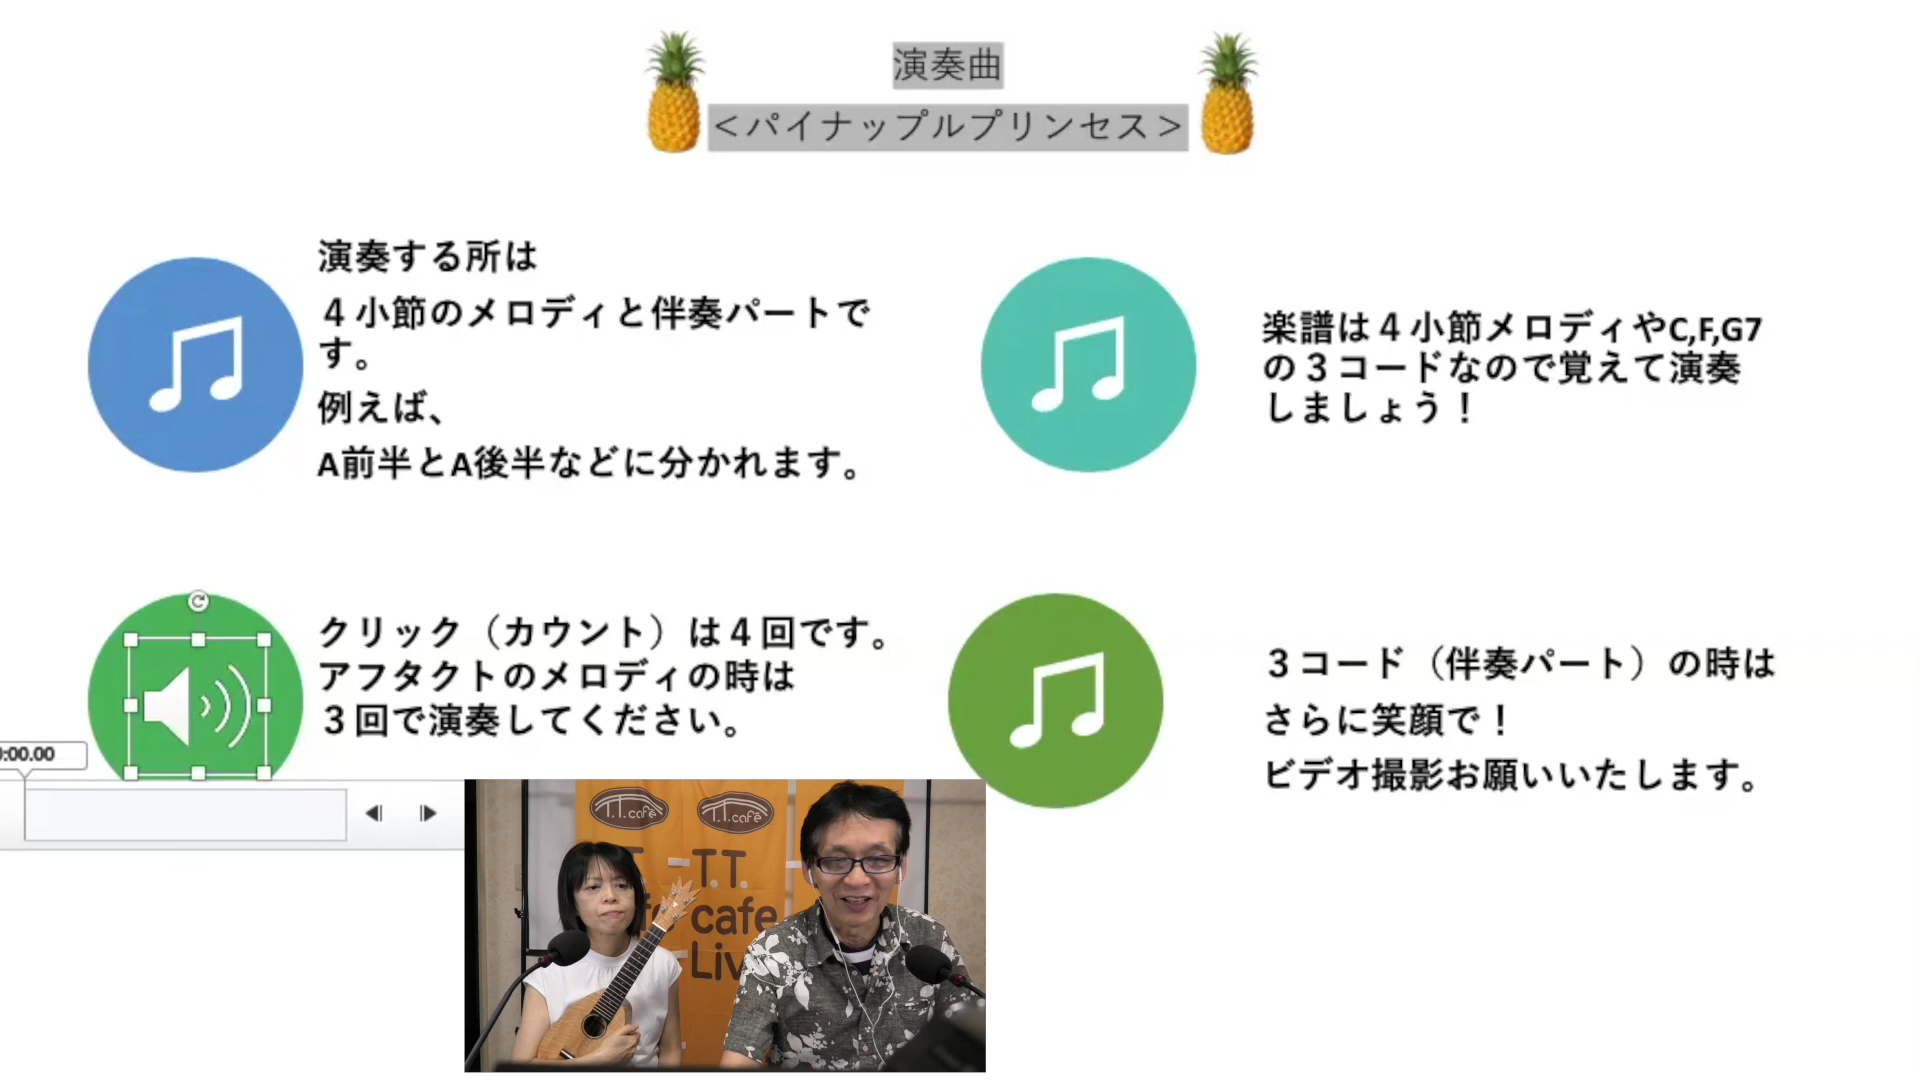 演奏曲
＜パイナップルプリンセス＞
演奏する所は
４小節のメロディと伴奏パートで
す。
例えば、
A前半とA後半などに分かれます。
楽譜は４小節メロディやC,F,G7
の３コードなので覚えて演奏
しましょう！
クリック（カウント）は４回です。
アフタクトのメロディの時は
３回で演奏してください。
３コード（伴奏パート）の時は
さらに笑顔で！
ビデオ撮影お願いいたします。
:00.00
T.T.café
T.T.café
T.T.
cafe
Liv